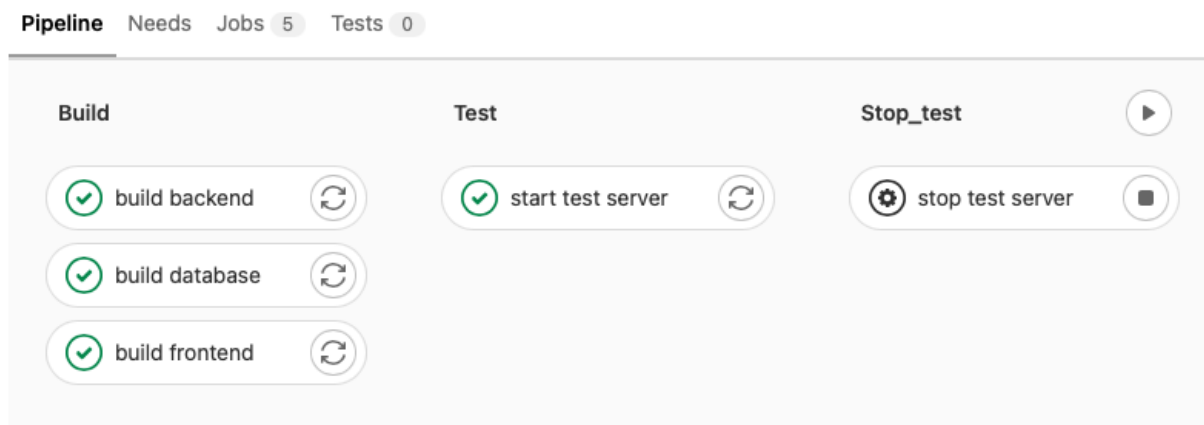 Pipeline Needs Jobs 5 Tests 0
Build Test Stop_test
build backend start test server stop test server
build database
build frontend